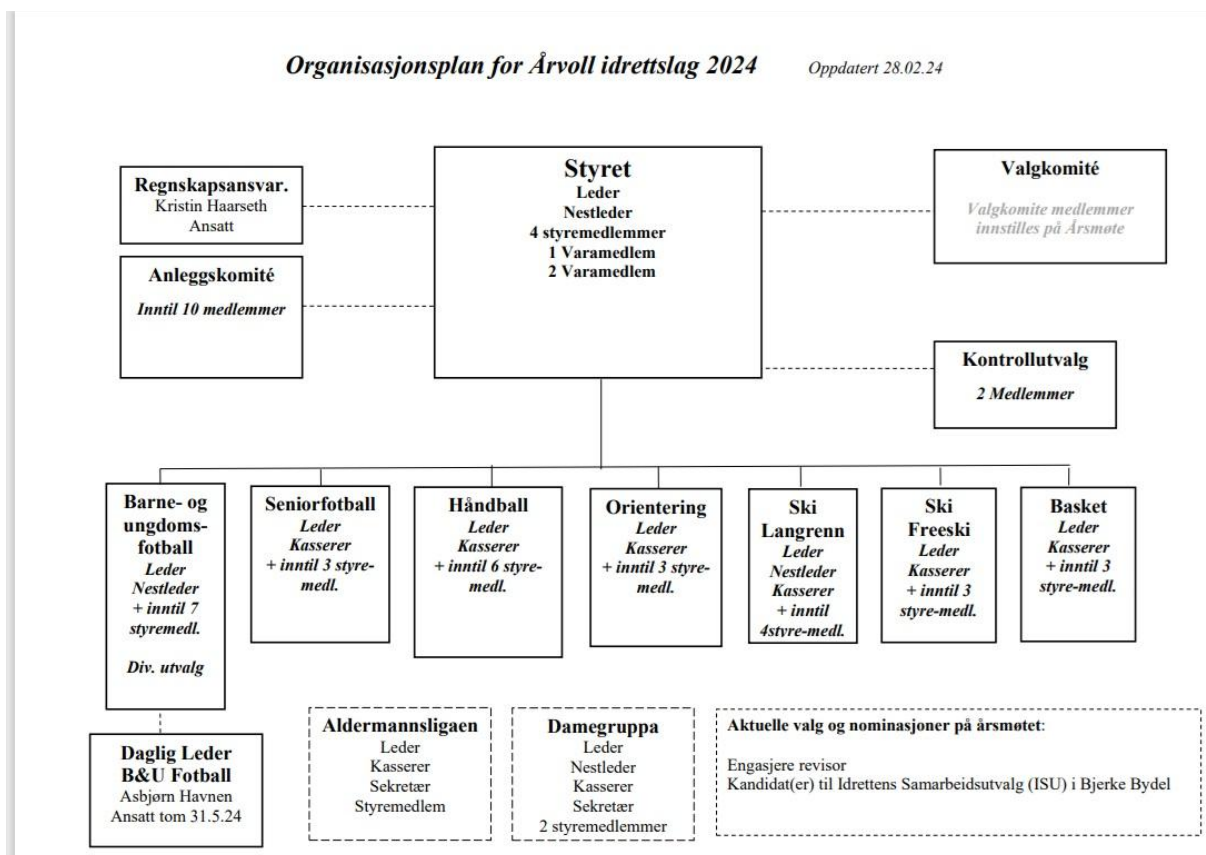 Organisasjonsplan for Årvoll idrettslag 2024 Oppdatert 28.02.24
Regnskapsansvar.
Kristin Haarseth
Ansatt
Anleggskomité
Inntil 10 medlemmer
Styret
Leder
Nestleder
4 styremedlemmer
1 Varamedlem
2 Varamedlem
Valgkomité
Valgkomite medlemmer
innstilles på Årsmøte
Kontrollutvalg
2 Medlemmer
Barne- og
ungdoms-
fotball
Leder
Nestleder
+ inntil 7
styremedl.
Div. utvalg
Seniorfotball
Leder
Kasserer
+ inntil 3 styre-
medl.
Håndball
Leder
Kasserer
+ inntil 6 styre-
medl.
Orientering
Leder
Kasserer
+ inntil 3 styre-
medl.
Ski
Langrenn
Leder
Nestleder
Kasserer
+ inntil
4styre-medl.
Ski
Freeski
Leder
Kasserer
+ inntil 3
styre-medl.
Basket
Leder
Kasserer
+ inntil 3
styre-medl.
Daglig Leder
B&U Fotball
Asbjørn Havnen
Ansatt tom 31.5.24
Aldermannsligaen
Leder
Kasserer
Sekretær
Styremedlem
Damegruppa
Leder
Nestleder
Kasserer
Sekretær
2 styremedlemmer
Aktuelle valg og nominasjoner på årsmøtet:
Engasjere revisor
Kandidat(er) til Idrettens Samarbeidsutvalg (ISU) i Bjerke Bydel